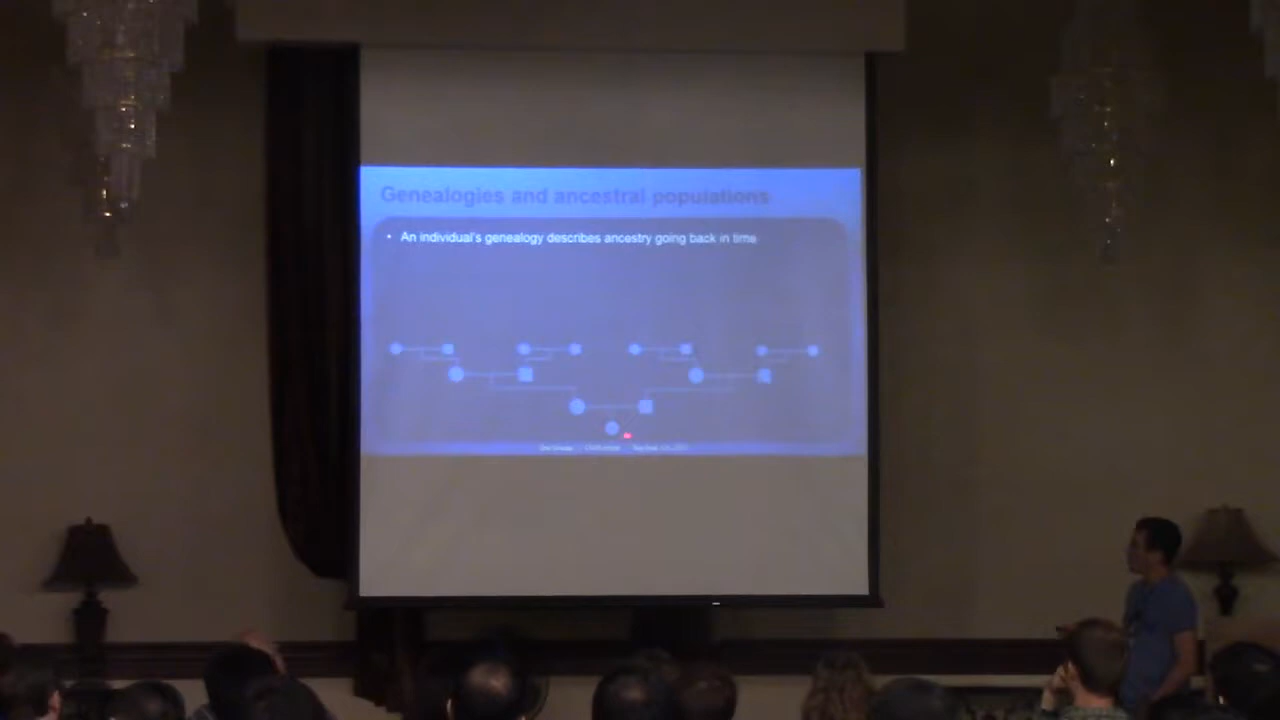 Genealogies and ancestral populations
• An individual's genealogy describes ancestry going back in time